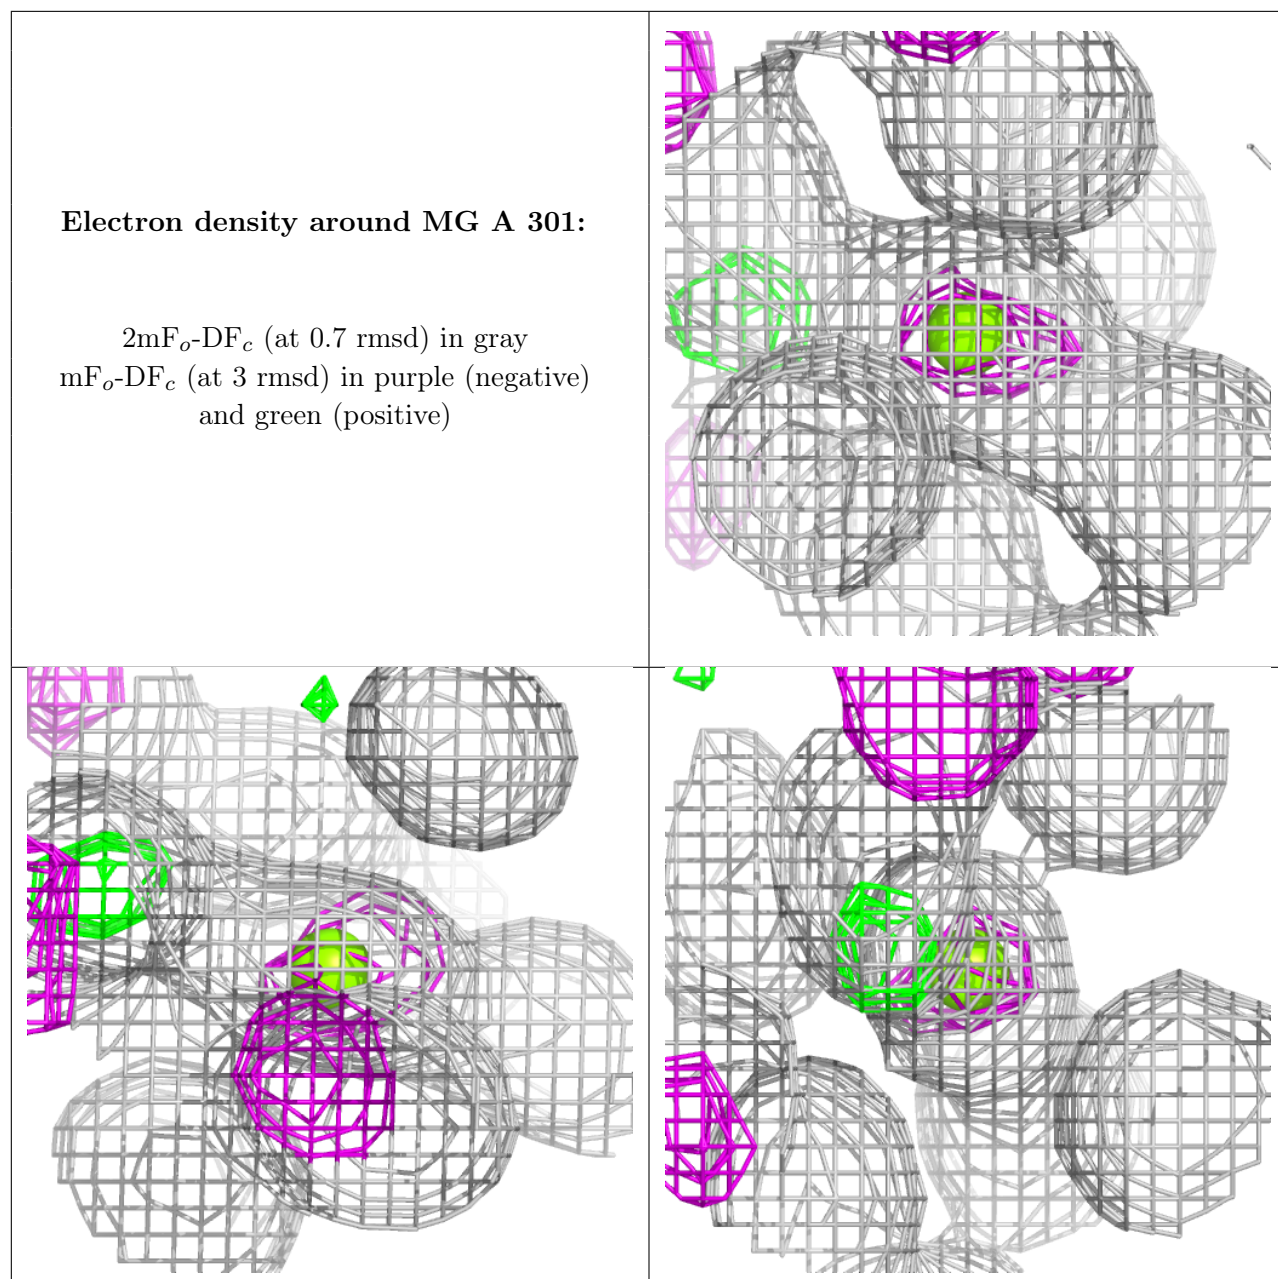 Electron density around MG A 301:
2mFo-DFc (at 0.7 rmsd) in gray
mFo-DFc (at 3 rmsd) in purple (negative)
and green (positive)